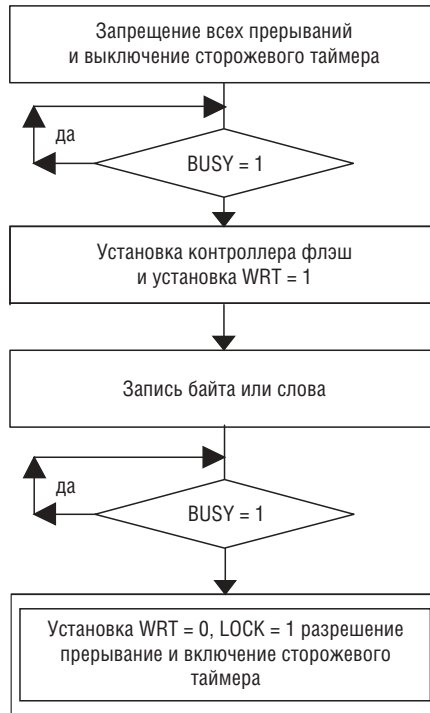 Запрещение всех прерываний
и выключение сторожевого таймера
да
BUSY = 1
Установка контроллера флэш
и установка WRT = 1
Запись байта или слова
да
BUSY = 1
Установка WRT = 0, LOCK = 1 разрешение
прерывание и включение сторожевого
таймера